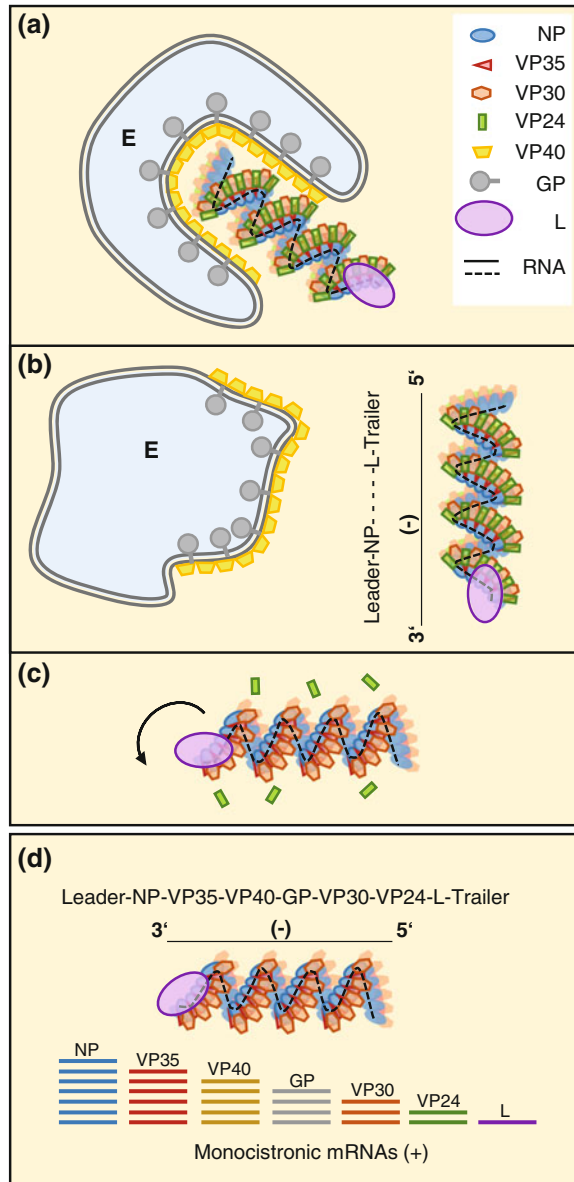 (a)
E
NP
VP35
VP30
VP24
VP40
GP
L
RNA
(b)
E
Leader-NP- - - - -L-Trailer
5‘
(-)
3‘
(c)
(d)
Leader-NP-VP35-VP40-GP-VP30-VP24-L-Trailer
3‘ (-) 5‘
NP VP35 VP40 GP VP30 VP24 L
Monocistronic mRNAs (+)